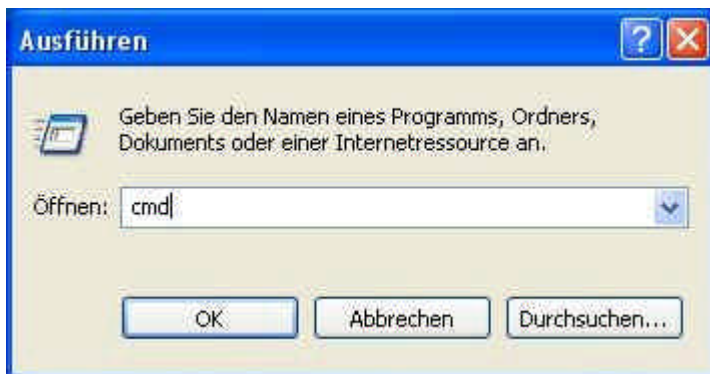 Ausführen
Geben Sie den Namen eines Programms, Ordners,
Dokuments oder einer Internetressource an.
Öffnen: cmd
OK Abbrechen Durchsuchen...